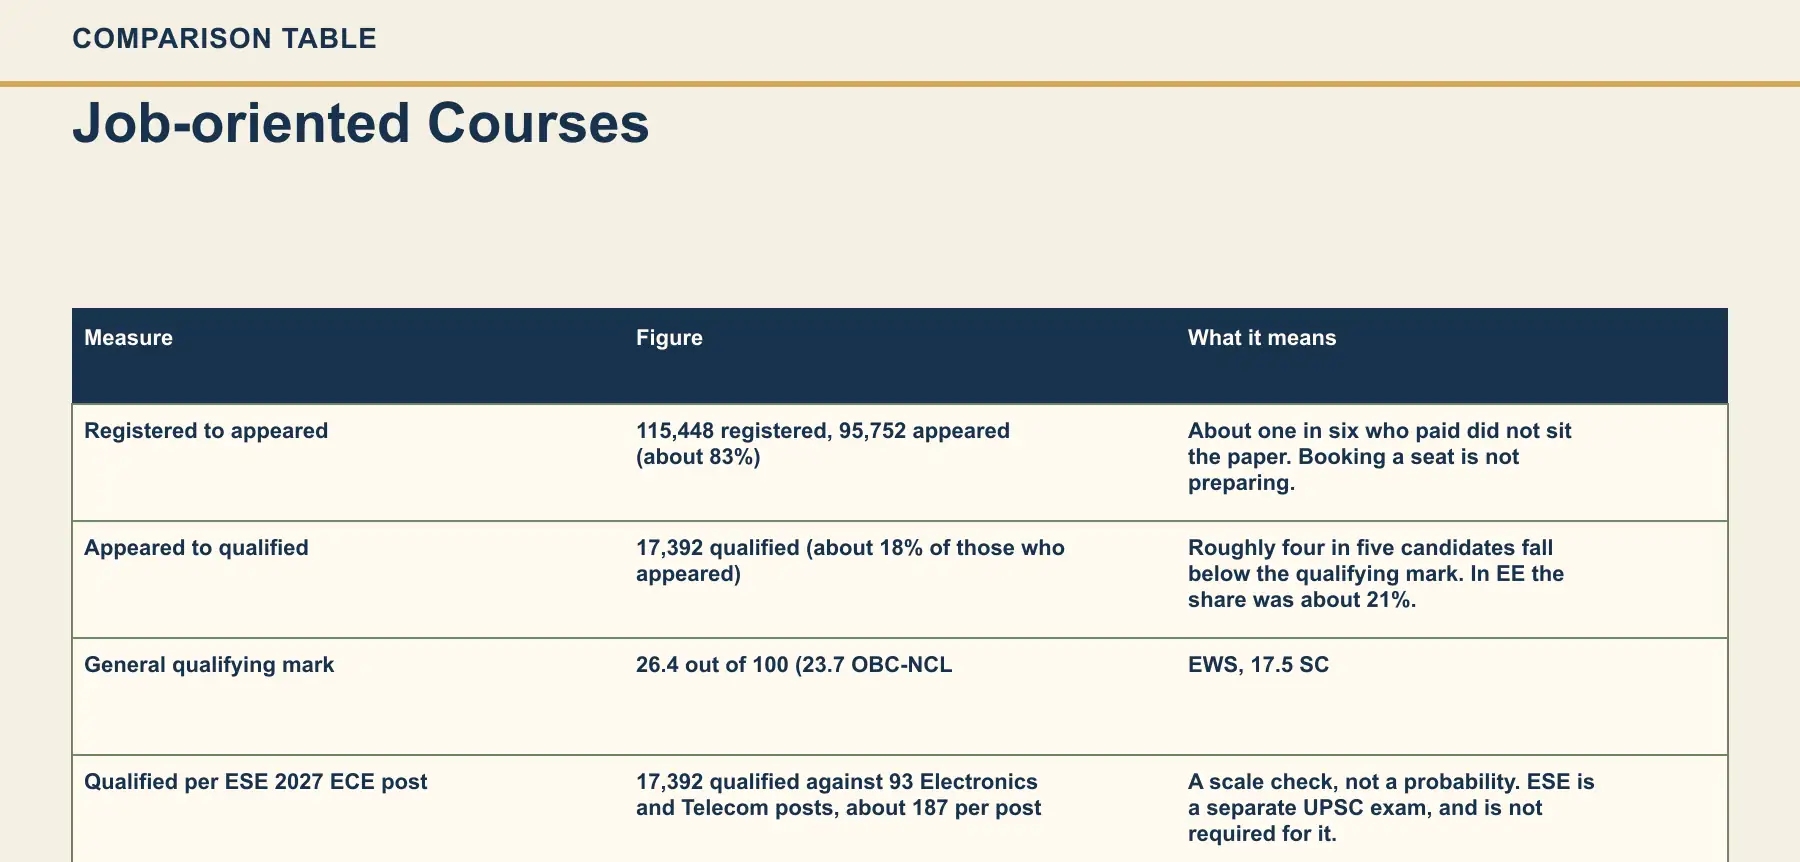 COMPARISON TABLE
Job-oriented Courses
Measure
Figure
What it means
Registered to appeared
115,448 registered, 95,752 appeared
(about 83%)
About one in six who paid did not sit
the paper. Booking a seat is not
preparing.
Appeared to qualified
17,392 qualified (about 18% of those who
appeared)
Roughly four in five candidates fall
below the qualifying mark. In EE the
share was about 21%.
General qualifying mark
26.4 out of 100 (23.7 OBC-NCL
EWS, 17.5 SC
Qualified per ESE 2027 ECE post
17,392 qualified against 93 Electronics
and Telecom posts, about 187 per post
A scale check, not a probability. ESE is
a separate UPSC exam, and is not
required for it.